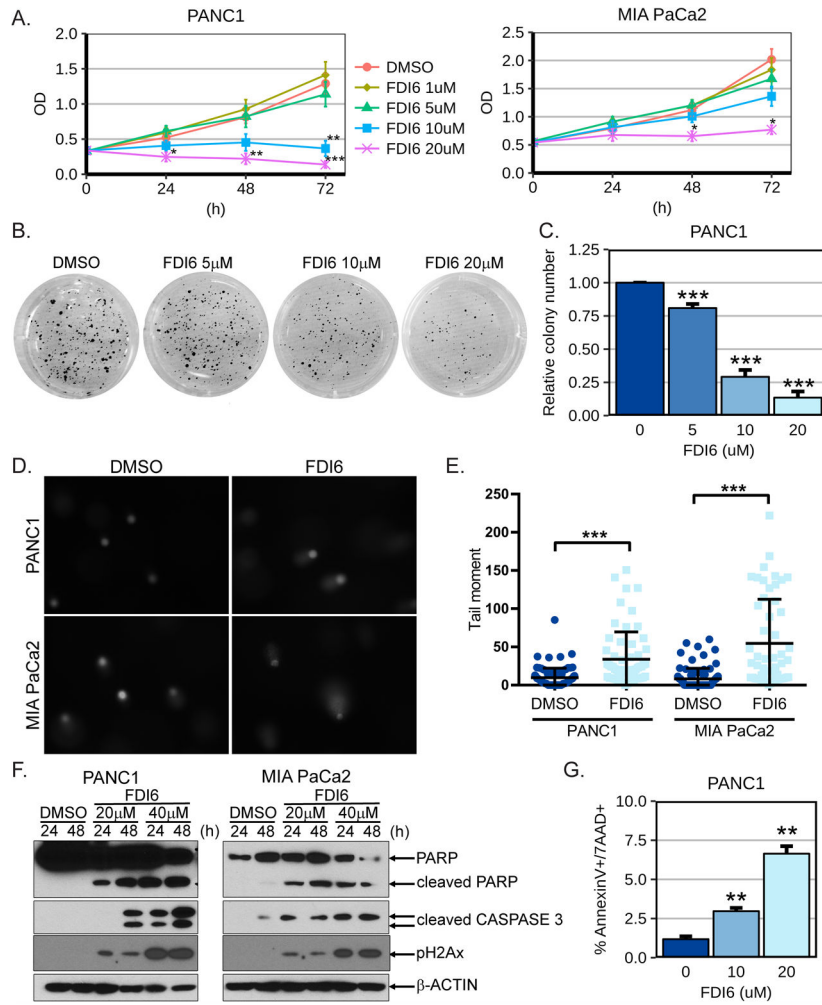 A.
PANC1
MIA PaCa2
OD
2.0
1.5
1.0
0.5
0.0
0
24
48
72
(h)
*
**
**
***
DMSO
FDI6 1uM
FDI6 5uM
FDI6 10uM
FDI6 20uM
OD
2.5
2.0
1.5
1.0
0.5
0.0
0
24
48
72
(h)
*
*
B.
DMSO
FDI6 5µM
FDI6 10µM
FDI6 20µM
C.
PANC1
Relative colony number
1.25
1.00
0.75
0.50
0.25
0.00
***
***
***
0
5
10
20
FDI6 (uM)
D.
DMSO
FDI6
PANC1
MIA PaCa2
E.
Tail moment
250
200
150
100
50
0
***
***
DMSO
FDI6
DMSO
FDI6
PANC1
MIA PaCa2
F.
PANC1
MIA PaCa2
FDI6
FDI6
DMSO 20µM 40µM
DMSO 20µM 40µM
24 48 24 48 24 48 (h)
24 48 24 48 24 48 (h)
PARP
cleaved PARP
cleaved CASPASE 3
pH2Ax
β-ACTIN
G.
PANC1
% AnnexinV+/7AAD+
10.0
7.5
5.0
2.5
0.0
**
**
0
10
20
FDI6 (uM)